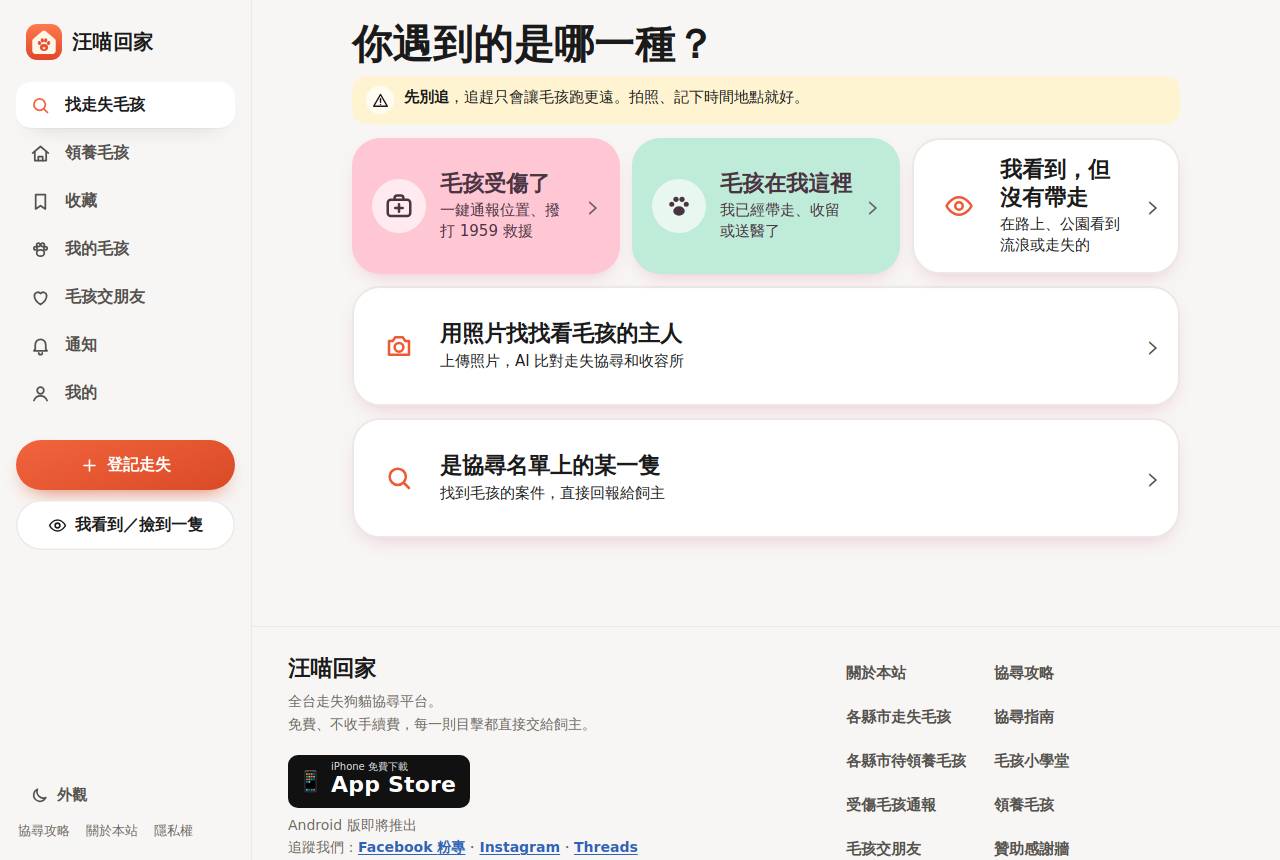 汪喵回家
找走失毛孩
領養毛孩
收藏
我的毛孩
毛孩交朋友
通知
我的
登記走失
我看到／撿到一隻
外觀
協尋攻略 關於本站 隱私權
你遇到的是哪一種？
先別追，追趕只會讓毛孩跑更遠。拍照、記下時間地點就好。
毛孩受傷了
一鍵通報位置、撥
打 1959 救援
毛孩在我這裡
我已經帶走、收留
或送醫了
我看到，但
沒有帶走
在路上、公園看到
流浪或走失的
用照片找找看毛孩的主人
上傳照片，AI 比對走失協尋和收容所
是協尋名單上的某一隻
找到毛孩的案件，直接回報給飼主
汪喵回家
全台走失狗貓協尋平台。
免費、不收手續費，每一則目擊都直接交給飼主。
iPhone 免費下載
App Store
Android 版即將推出
追蹤我們：Facebook 粉專 · Instagram · Threads
關於本站
各縣市走失毛孩
各縣市待領養毛孩
受傷毛孩通報
毛孩交朋友
協尋攻略
協尋指南
毛孩小學堂
領養毛孩
贊助感謝牆